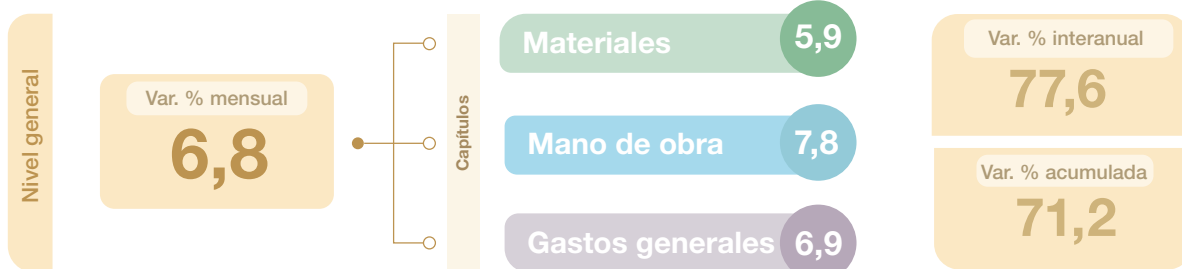 Nivel general
Var. % mensual
6,8
Capítulos
Materiales
5,9
Mano de obra
7,8
Gastos generales
6,9
Var. % interanual
77,6
Var. % acumulada
71,2